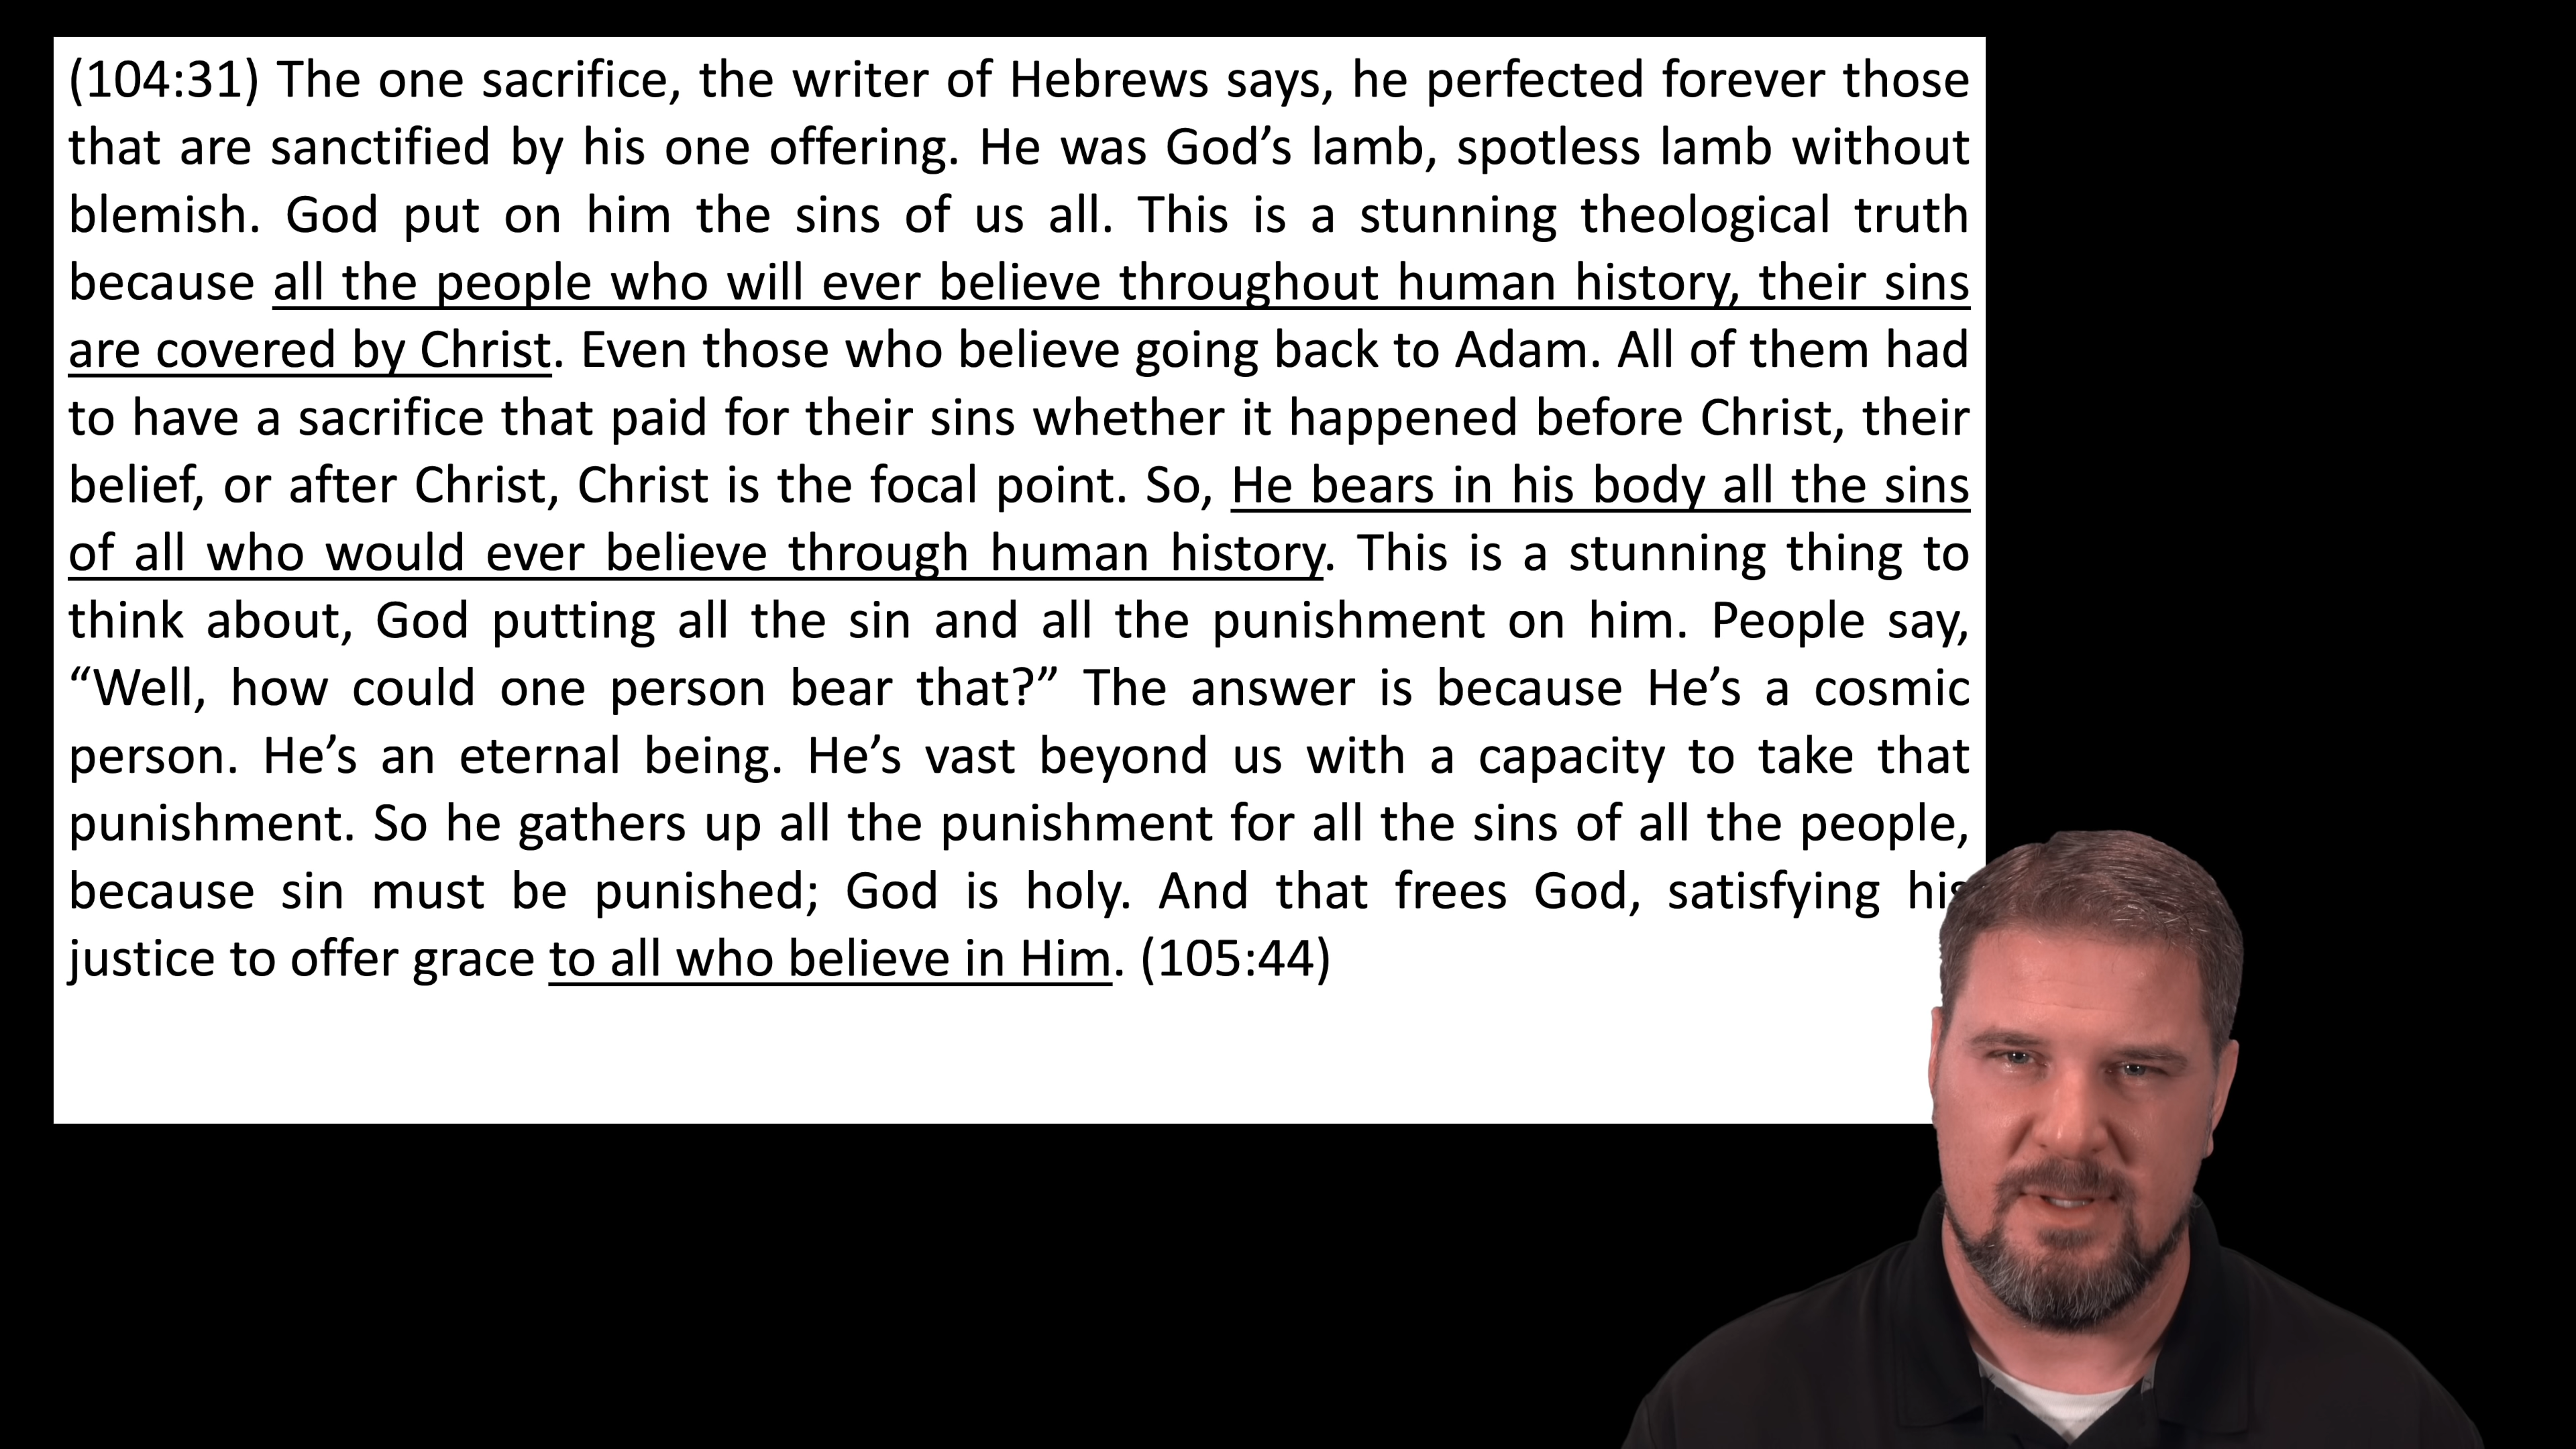 (104:31) The one sacrifice, the writer of Hebrews says, he perfected forever those
that are sanctified by his one offering. He was God’s lamb, spotless lamb without
blemish. God put on him the sins of us all. This is a stunning theological truth
because all the people who will ever believe throughout human history, their sins
are covered by Christ. Even those who believe going back to Adam. All of them had
to have a sacrifice that paid for their sins whether it happened before Christ, their
belief, or after Christ, Christ is the focal point. So, He bears in his body all the sins
of all who would ever believe through human history. This is a stunning thing to
think about, God putting all the sin and all the punishment on him. People say,
“Well, how could one person bear that?” The answer is because He’s a cosmic
person. He’s an eternal being. He’s vast beyond us with a capacity to take that
punishment. So he gathers up all the punishment for all the sins of all the people,
because sin must be punished; God is holy. And that frees God, satisfying his
justice to offer grace to all who believe in Him. (105:44)